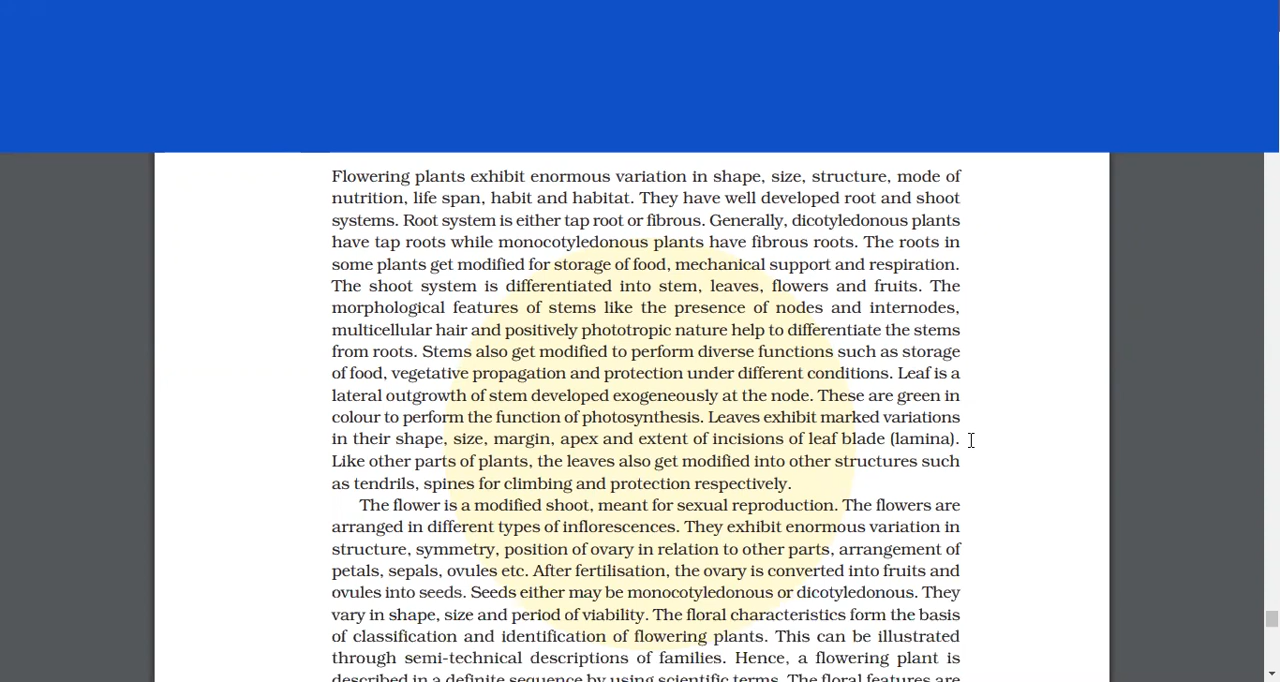 Flowering plants exhibit enormous variation in shape, size, structure, mode of
nutrition, life span, habit and habitat. They have well developed root and shoot
systems. Root system is either tap root or fibrous. Generally, dicotyledonous plants
have tap roots while monocotyledonous plants have fibrous roots. The roots in
some plants get modified for storage of food, mechanical support and respiration.
The shoot system is differentiated into stem, leaves, flowers and fruits. The
morphological features of stems like the presence of nodes and internodes,
multicellular hair and positively phototropic nature help to differentiate the stems
from roots. Stems also get modified to perform diverse functions such as storage
of food, vegetative propagation and protection under different conditions. Leaf is a
lateral outgrowth of stem developed exogeneously at the node. These are green in
colour to perform the function of photosynthesis. Leaves exhibit marked variations
in their shape, size, margin, apex and extent of incisions of leaf blade (lamina).
Like other parts of plants, the leaves also get modified into other structures such
as tendrils, spines for climbing and protection respectively.
The flower is a modified shoot, meant for sexual reproduction. The flowers are
arranged in different types of inflorescences. They exhibit enormous variation in
structure, symmetry, position of ovary in relation to other parts, arrangement of
petals, sepals, ovules etc. After fertilisation, the ovary is converted into fruits and
ovules into seeds. Seeds either may be monocotyledonous or dicotyledonous. They
vary in shape, size and period of viability. The floral characteristics form the basis
of classification and identification of flowering plants. This can be illustrated
through semi-technical descriptions of families. Hence, a flowering plant is
described in a definite sequence by using scientific terms. The floral features are